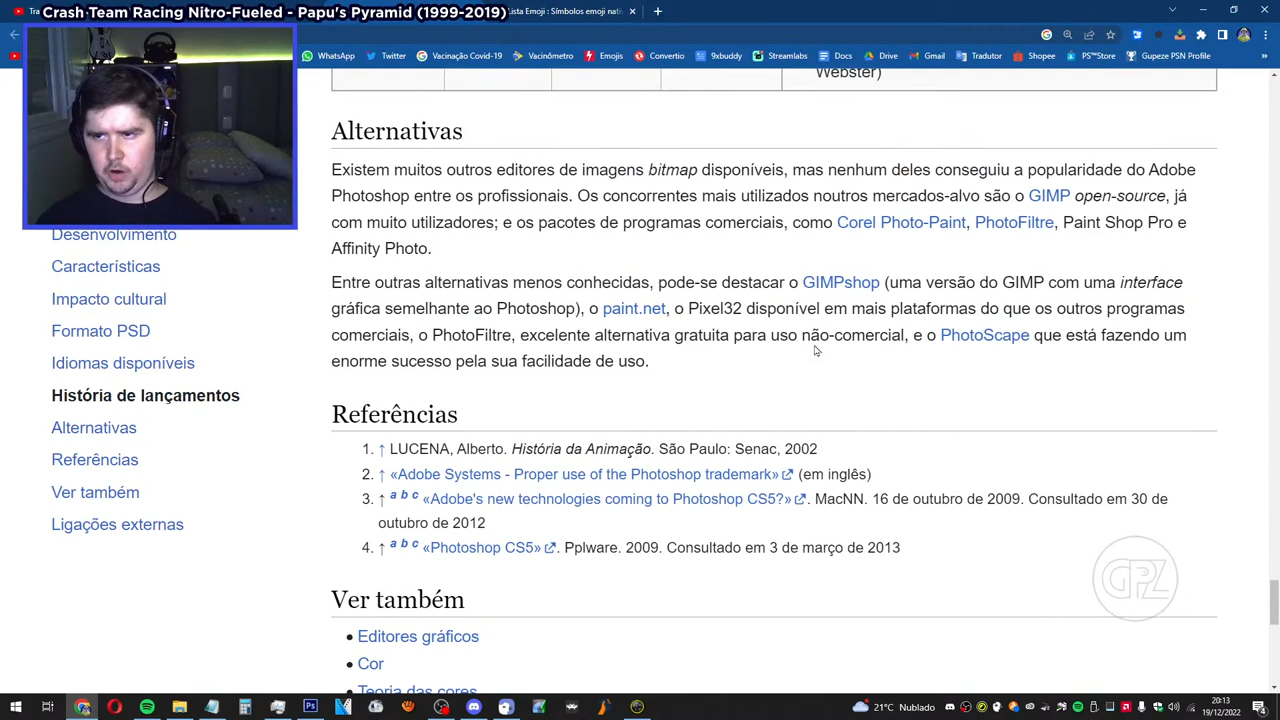 Crash Team Racing Nitro-Fueled - Papu's Pyramid (1999-2019)
Lista Emoji : Símbolos emoji nati
WhatsApp
Twitter
Vacinação Covid-19
Vacinômetro
Emojis
Convertio
9xbuddy
Streamlabs
Docs
Drive
Gmail
Tradutor
Shopee
PS™Store
Gupeze PSN Profile
Webster)
Alternativas
Existem muitos outros editores de imagens bitmap disponíveis, mas nenhum deles conseguiu a popularidade do Adobe
Photoshop entre os profissionais. Os concorrentes mais utilizados noutros mercados-alvo são o GIMP open-source, já
com muito utilizadores; e os pacotes de programas comerciais, como Corel Photo-Paint, PhotoFiltre, Paint Shop Pro e
Affinity Photo.
Entre outras alternativas menos conhecidas, pode-se destacar o GIMPshop (uma versão do GIMP com uma interface
gráfica semelhante ao Photoshop), o paint.net, o Pixel32 disponível em mais plataformas do que os outros programas
comerciais, o PhotoFiltre, excelente alternativa gratuita para uso não-comercial, e o PhotoScape que está fazendo um
enorme sucesso pela sua facilidade de uso.
Desenvolvimento
Características
Impacto cultural
Formato PSD
Idiomas disponíveis
História de lançamentos
Alternativas
Referências
Ver também
Ligações externas
Referências
1. ↑ LUCENA, Alberto. História da Animação. São Paulo: Senac, 2002
2. ↑ «Adobe Systems - Proper use of the Photoshop trademark» (em inglês)
3. ↑ a b c «Adobe's new technologies coming to Photoshop CS5?» . MacNN. 16 de outubro de 2009. Consultado em 30 de
outubro de 2012
4. ↑ a b c «Photoshop CS5» . Pplware. 2009. Consultado em 3 de março de 2013
GPZ
Ver também
• Editores gráficos
• Cor
Teoria das cores
21°C Nublado
20:13
19/12/2022